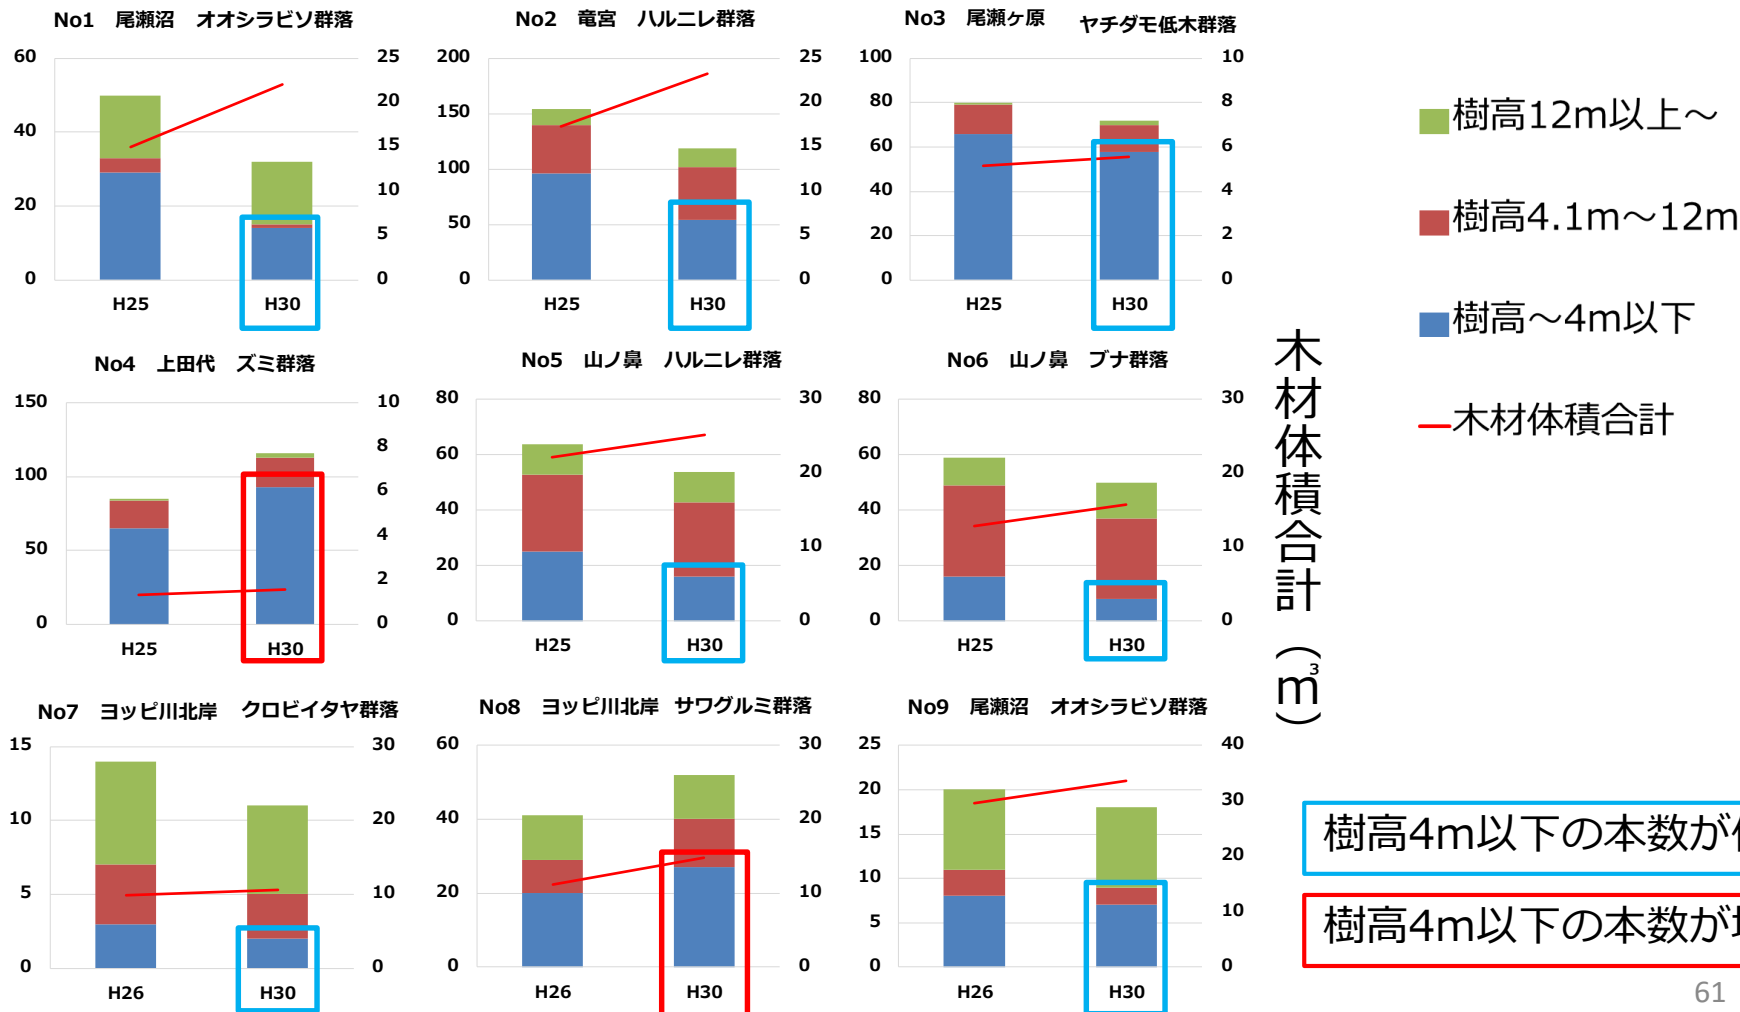 No1 尾瀬沼 オオシラビソ群落
60
40
20
0
25
20
15
10
5
0
H25
H30
No2 竜宮 ハルニレ群落
200
150
100
50
0
25
20
15
10
5
0
H25
H30
No3 尾瀬ヶ原 ヤチダモ低木群落
100
80
60
40
20
0
10
8
6
4
2
0
H25
H30
No4 上田代 ズミ群落
150
100
50
0
10
8
6
4
2
0
H25
H30
No5 山ノ鼻 ハルニレ群落
80
60
40
20
0
30
20
10
0
H25
H30
No6 山ノ鼻 ブナ群落
80
60
40
20
0
30
20
10
0
H25
H30
No7 ヨッピ川北岸 クロビイタヤ群落
15
10
5
0
30
20
10
0
H26
H30
No8 ヨッピ川北岸 サワグルミ群落
60
40
20
0
30
20
10
0
H26
H30
No9 尾瀬沼 オオシラビソ群落
25
20
15
10
5
0
40
30
20
10
0
H26
H30
木材体積合計(㎥)
樹高12m以上～
樹高4.1m～12m
樹高～4m以下
木材体積合計
樹高4m以下の本数が
樹高4m以下の本数が
61